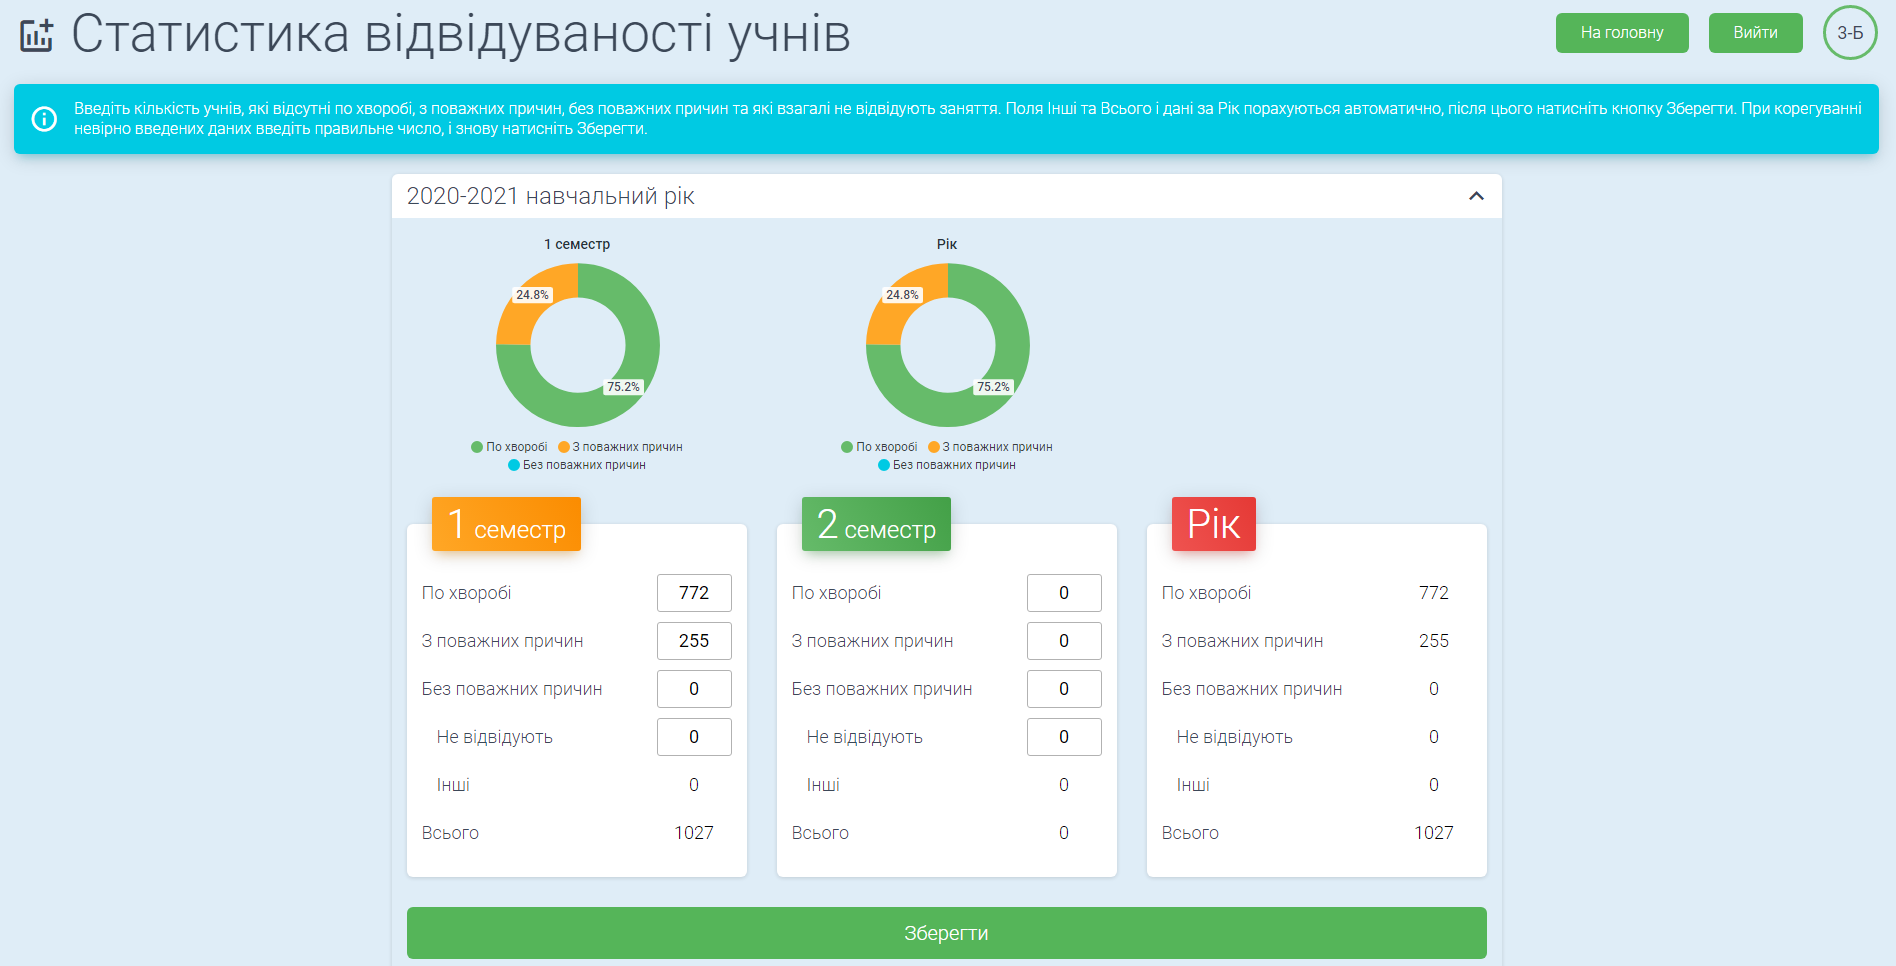 Статистика відвідуваності учнів
На головну
Вийти
3-Б
Введіть кількість учнів, які відсутні по хворобі, з поважних причин, без поважних причин та які взагалі не відвідують заняття. Поля Інші та Всього і дані за Рік порахуються автоматично, після цього натисніть кнопку Зберегти. При корегуванні
невірно введених даних введіть правильне число, і знову натисніть Зберегти.
2020-2021 навчальний рік
1 семестр
24.8%
75.2%
По хворобі З поважних причин
Без поважних причин
Рік
24.8%
75.2%
По хворобі З поважних причин
Без поважних причин
1 семестр
По хворобі 772
З поважних причин 255
Без поважних причин 0
Не відвідують 0
Інші 0
Всього 1027
2 семестр
По хворобі 0
З поважних причин 0
Без поважних причин 0
Не відвідують 0
Інші 0
Всього 0
Рік
По хворобі 772
З поважних причин 255
Без поважних причин 0
Не відвідують 0
Інші 0
Всього 1027
Зберегти